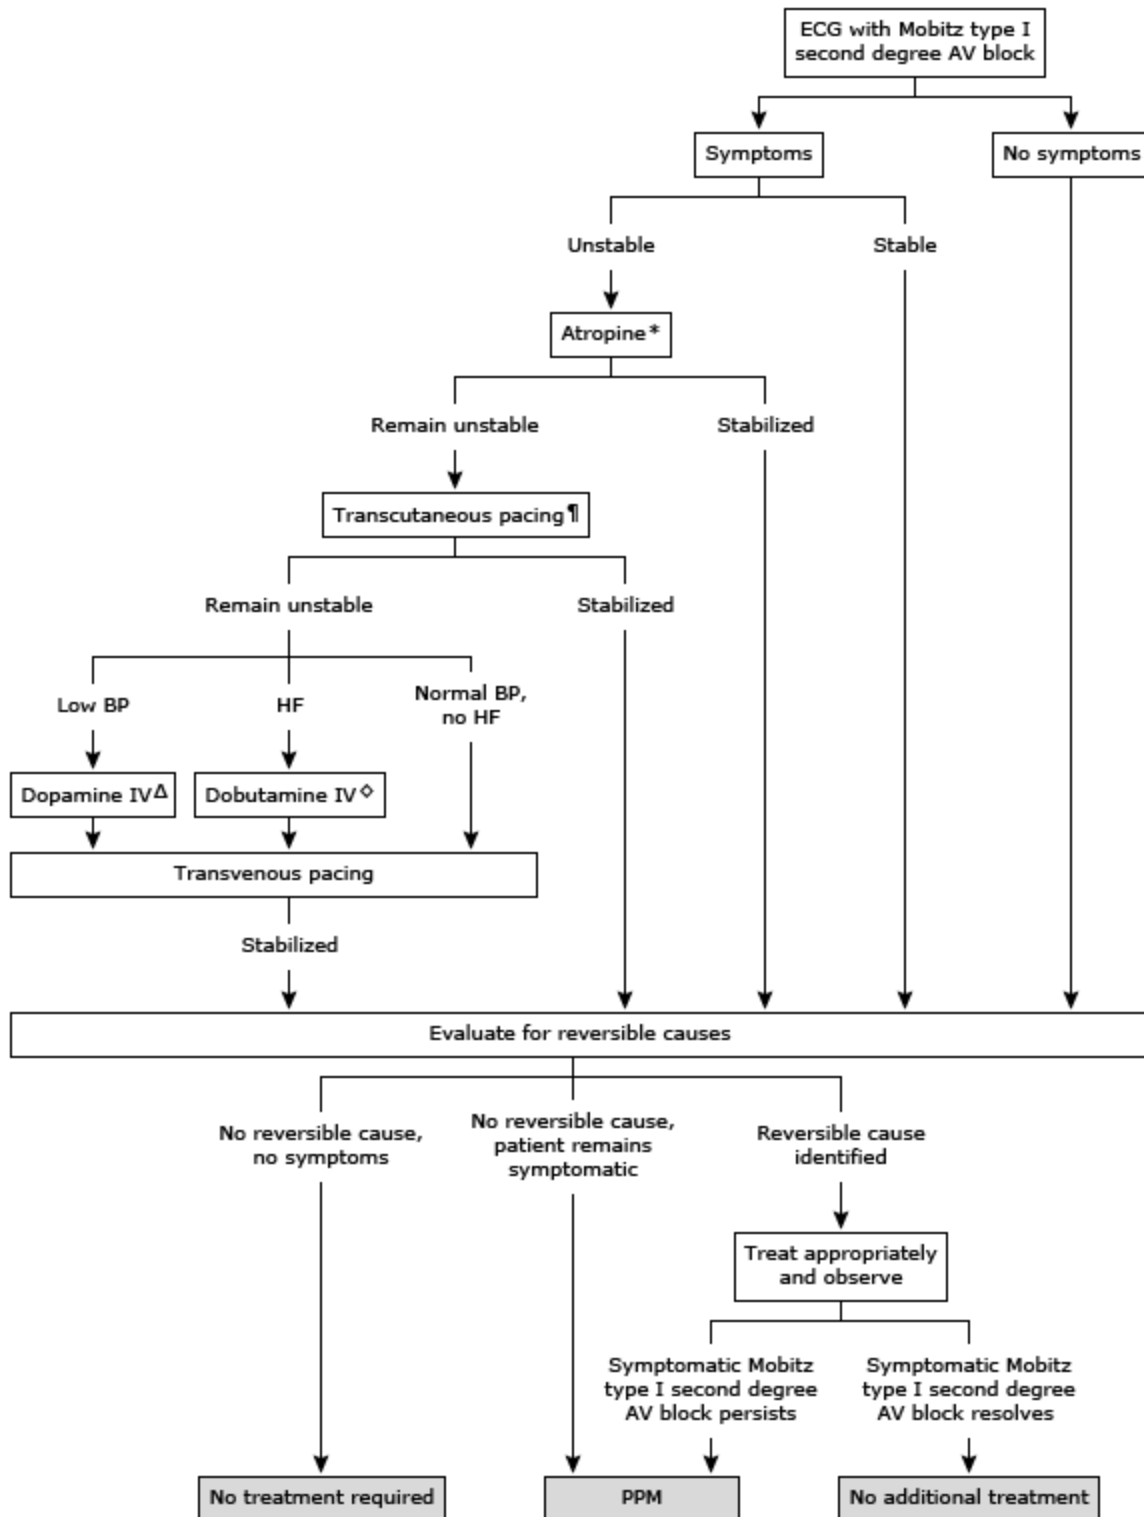 ECG with Mobitz type I
second degree AV block
Symptoms
No symptoms
Unstable
Stable
Atropine*
Remain unstable
Stabilized
Transcutaneous pacing¶
Remain unstable
Stabilized
Low BP
HF
Normal BP,
no HF
Dopamine IVΔ
Dobutamine IV◇
Transvenous pacing
Stabilized
Evaluate for reversible causes
No reversible cause,
no symptoms
No reversible cause,
patient remains
symptomatic
Reversible cause
identified
Treat appropriately
and observe
Symptomatic Mobitz
type I second degree
AV block persists
Symptomatic Mobitz
type I second degree
AV block resolves
No treatment required
PPM
No additional treatment